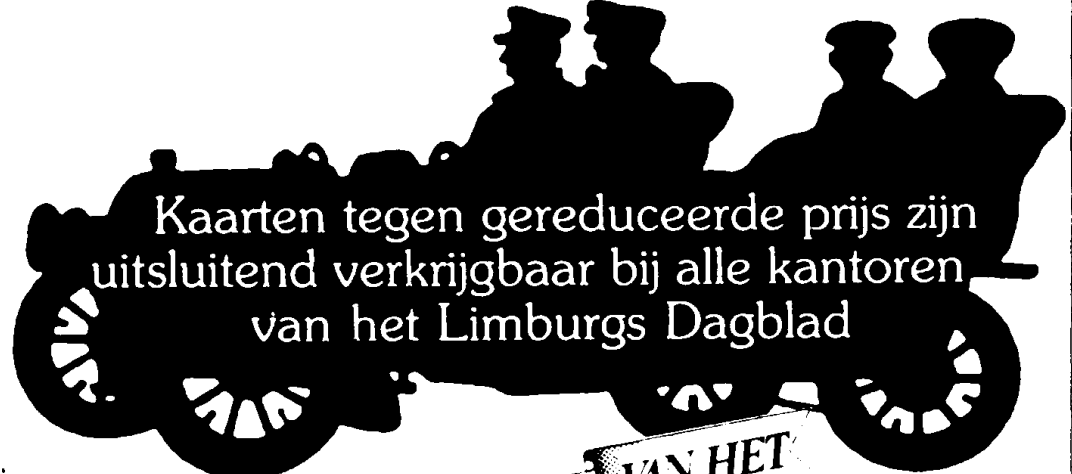 Kaarten tegen gereduceerde prijs zijn
uitsluitend verkrijgbaar bij alle kantoren
van het Limburgs Dagblad
VAN HET